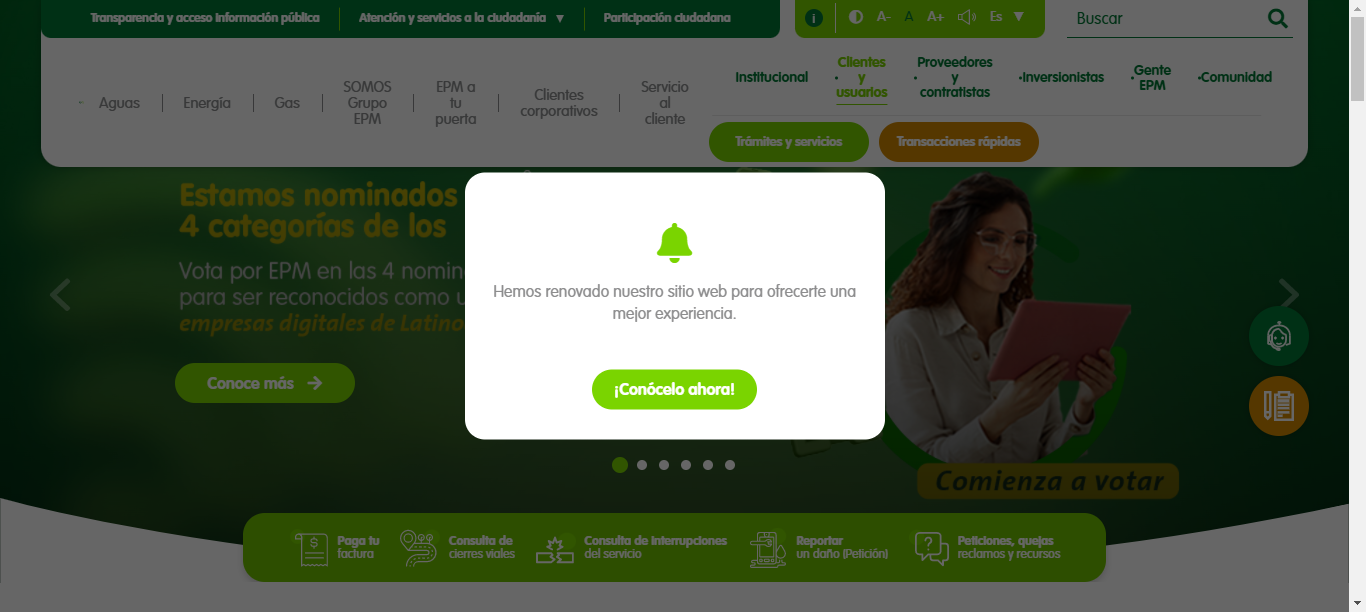 Transparencia y acceso información pública
Atención y servicios a la ciudadanía ▼
Participación ciudadana
i
A- A A+ Es ▼
Buscar
Aguas
Energía
Gas
SOMOS
Grupo
EPM
EPM a
tu
puerta
Clientes
corporativos
Servicio
al
cliente
Institucional
Clientes
y
usuarios
Proveedores
y
contratistas
Inversionistas
Gente
EPM
Comunidad
Trámites y servicios
Transacciones rápidas
Estamos nominados
4 categorías de los
Vota por EPM en las 4
para ser reconocidos como
empresas digitales de Latino
Conoce más →
Hemos renovado nuestro sitio web para ofrecerte una
mejor experiencia.
¡Conócelo ahora!
Comienza a votar
Paga tu
factura
Consulta de
cierres viales
Consulta de interrupciones
del servicio
Reportar
un daño (Petición)
Peticiones, quejas
reclamos y recursos